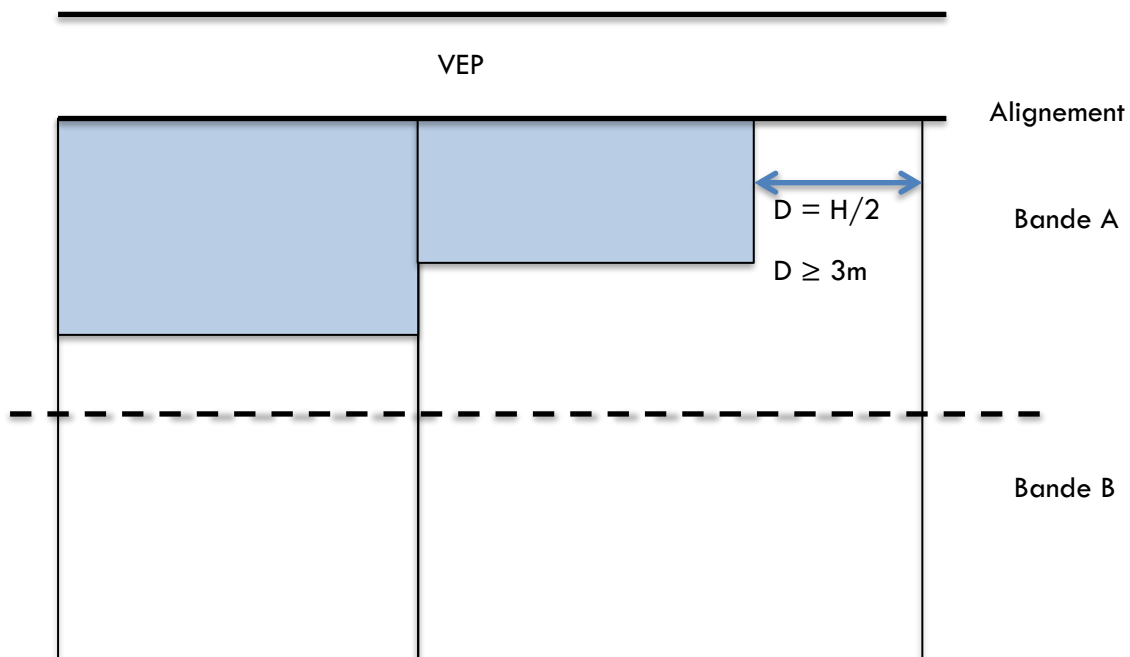 VEP
Alignement
D = H/2
Bande A
D ≥ 3m
Bande B